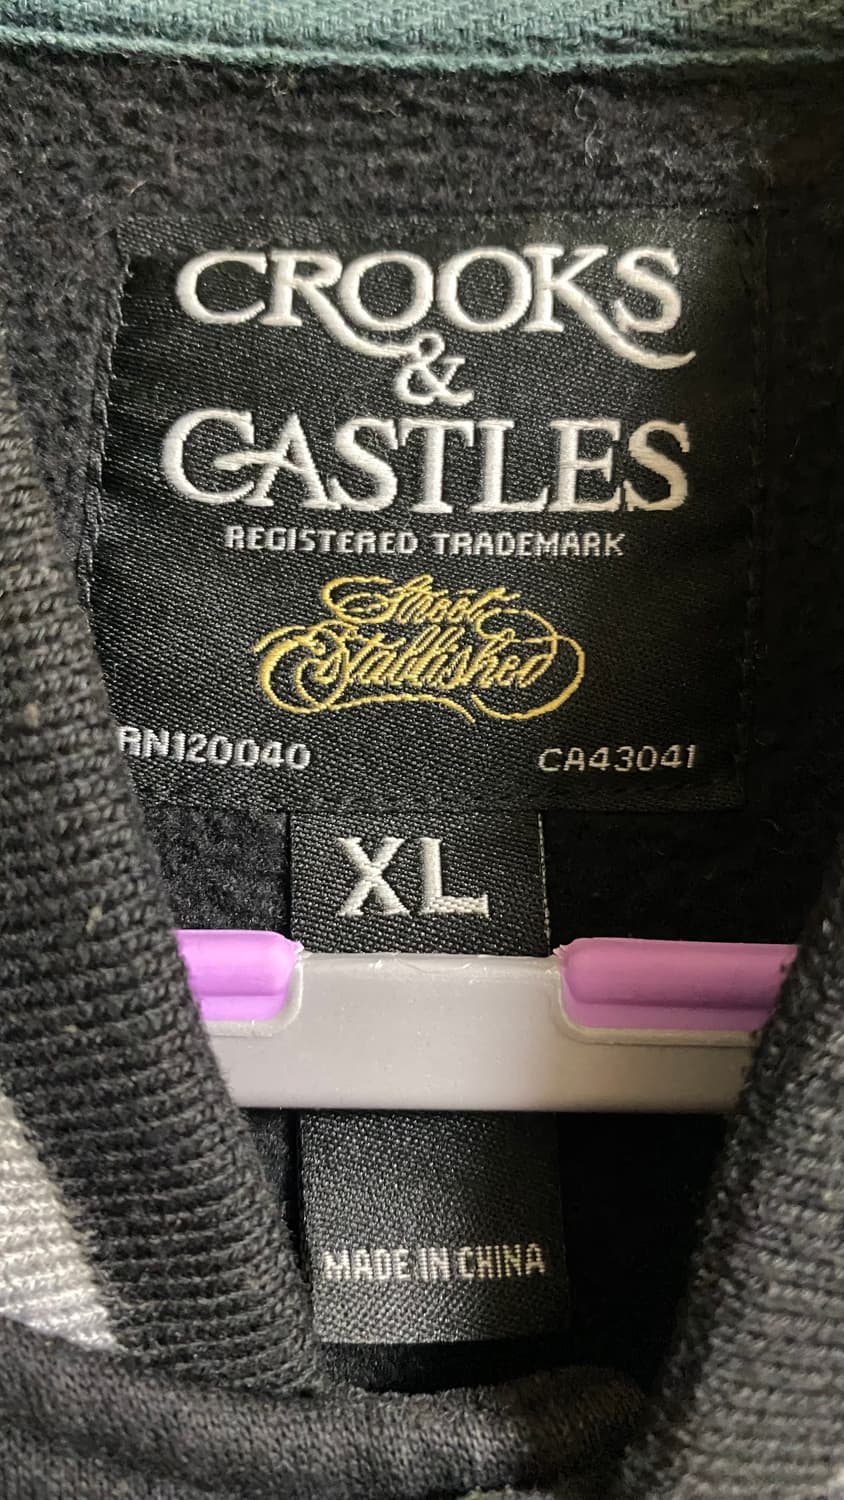 CROOKS
&
CASTLES
REGISTERED TRADEMARK
Street
Established
RN120040 CA43041
XL
MADE IN CHINA